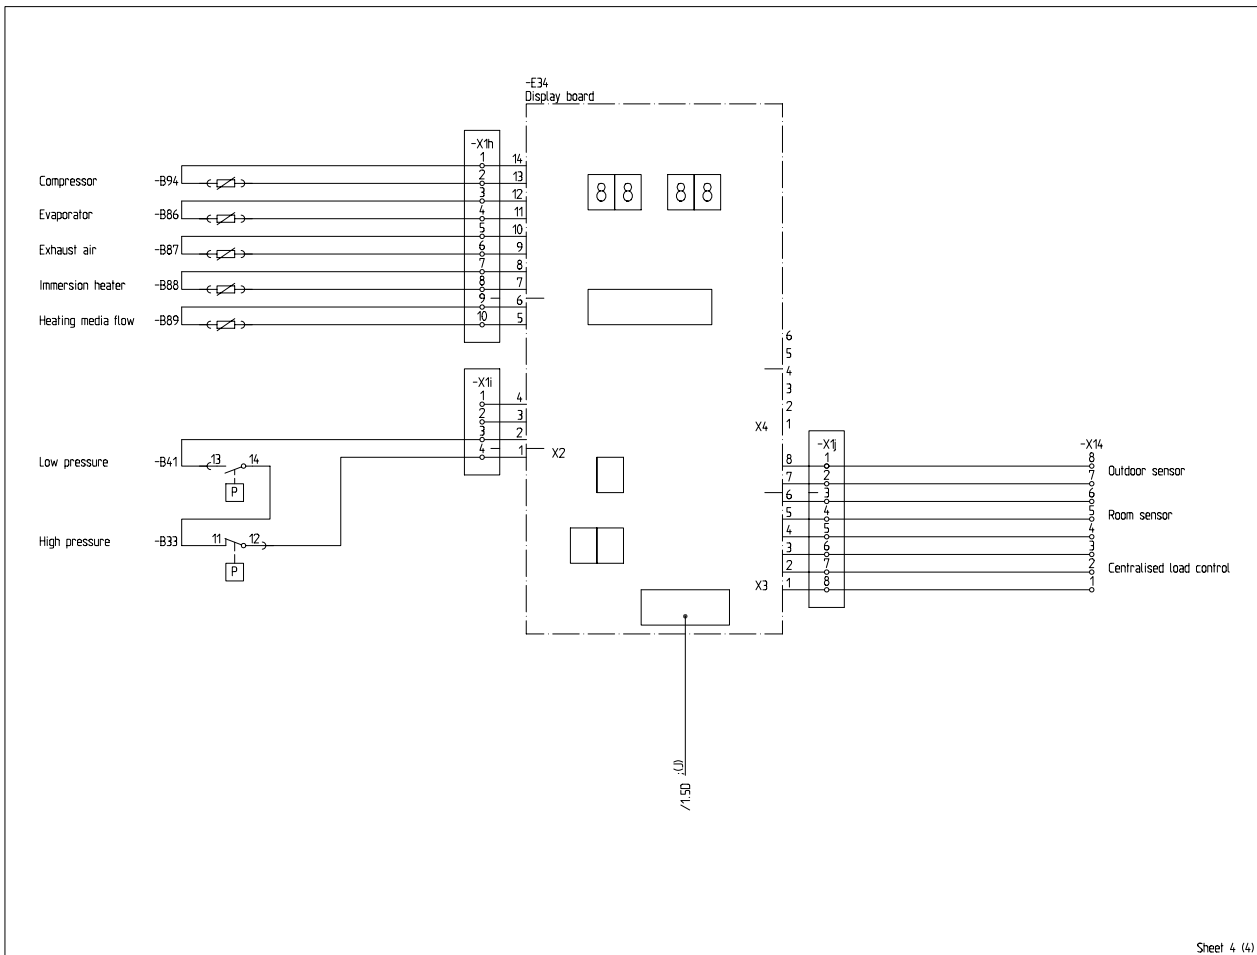 -E34
Display board
-X1h
1 14
2 13
3 12
4 11
5 10
6 9
7 8
8 7
9 6
10 5
Compressor -B94
Evaporator -B86
Exhaust air -B87
Immersion heater -B88
Heating media flow -B89
8 8 8 8
-X1i
1 4
2 3
3 2
4 1
X2
Low pressure -B41 13 14
P
High pressure -B33 11 12
P
6
5
4
3
2
1
X4
-X1j
8 1
7 2
6 3
5 4
4 5
3 6
2 7
1 8
X3
-X14
8
Outdoor sensor
7
6
5
Room sensor
4
3
2
Centralised load control
1
/1.5D ;(J)
Sheet 4 (4)